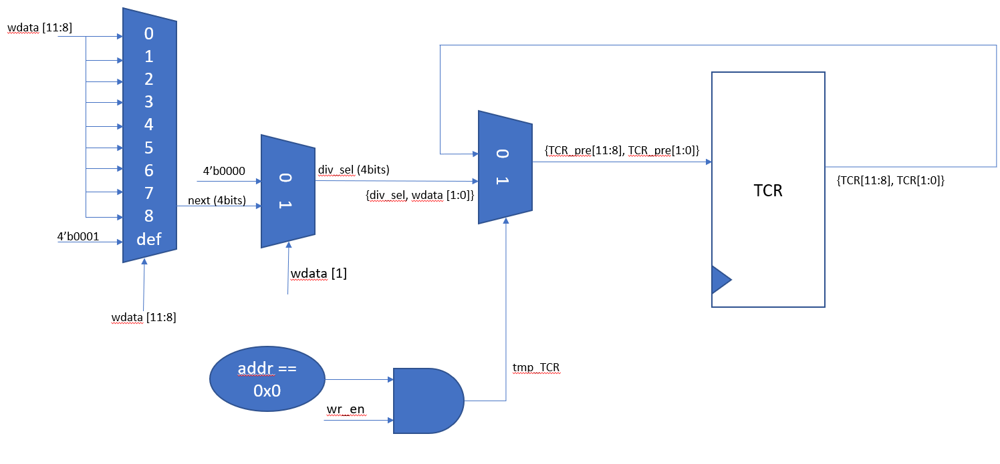 wdata [11:8]
0
1
2
3
4
5
6
7
8
def
4'b0001
wdata [11:8]
next (4bits)
4'b0000
0
1
wdata [1]
div_sel (4bits)
{div_sel, wdata [1:0]}
0
1
{TCR_pre[11:8], TCR_pre[1:0]}
TCR
{TCR[11:8], TCR[1:0]}
addr ==
0x0
wr_en
tmp_TCR